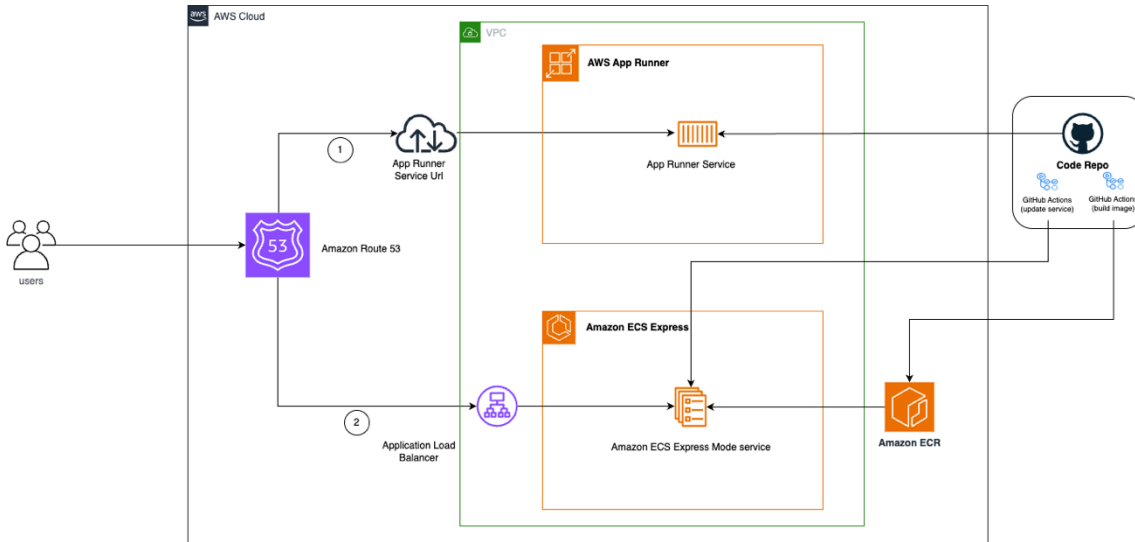 aws
AWS Cloud
VPC
AWS App Runner
1
App Runner
Service Url
App Runner Service
Code Repo
GitHub Actions
(update service)
GitHub Actions
(build image)
53
Amazon Route 53
users
Amazon ECS Express
2
Application Load
Balancer
Amazon ECS Express Mode service
Amazon ECR